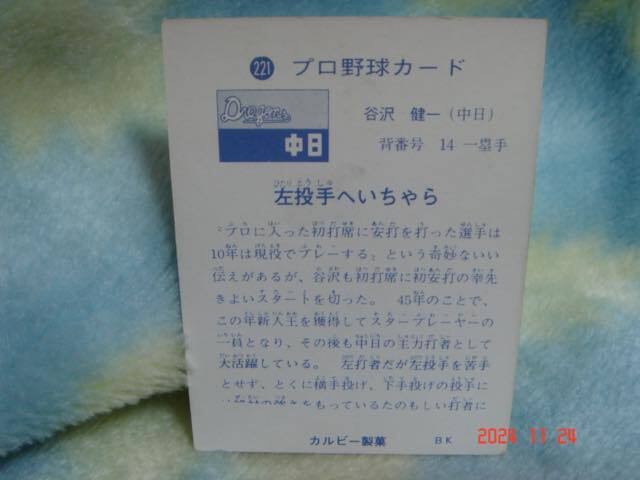 221 プロ野球カード
Dragons
中日
谷沢 健一(中日)
背番号 14 一塁手
左投手へいちゃら
"プロに入った初打席に安打を打った選手は
10年は現役でプレーする"という奇妙ないい
伝えがあるが、谷沢も初打席に初安打の幸先
きよいスタートを切った。 45年のことで、
この年新人王を獲得してスタープレーヤーの
一員となり、その後も中日の主力打者として
大活躍している。 左打者だが左投手を苦手
とせず、とくに横手投げ、下手投げの投手に
強さをもっているたのもしい打者に
カルビー製菓 BK
2024 11 24